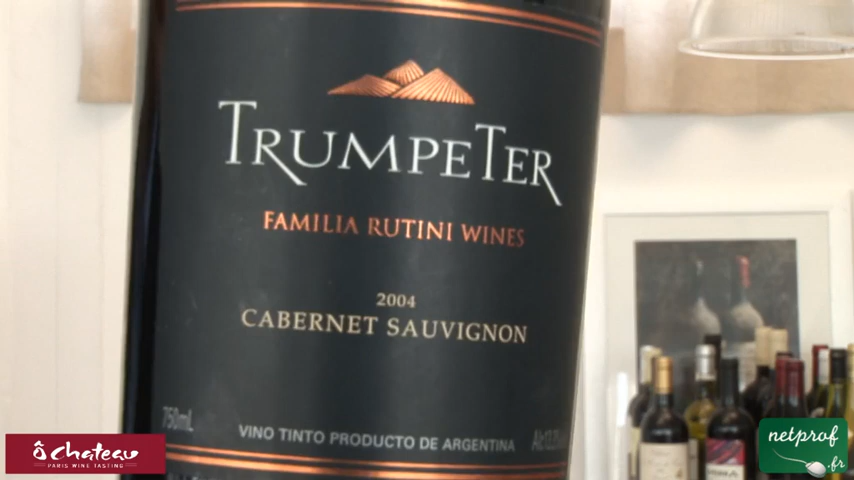 TRUMPETER
FAMILIA RUTINI WINES
2004
CABERNET SAUVIGNON
750mL
VINO TINTO PRODUCTO DE ARGENTINA
ô chateau
PARIS WINE TASTING
netprof
.fr